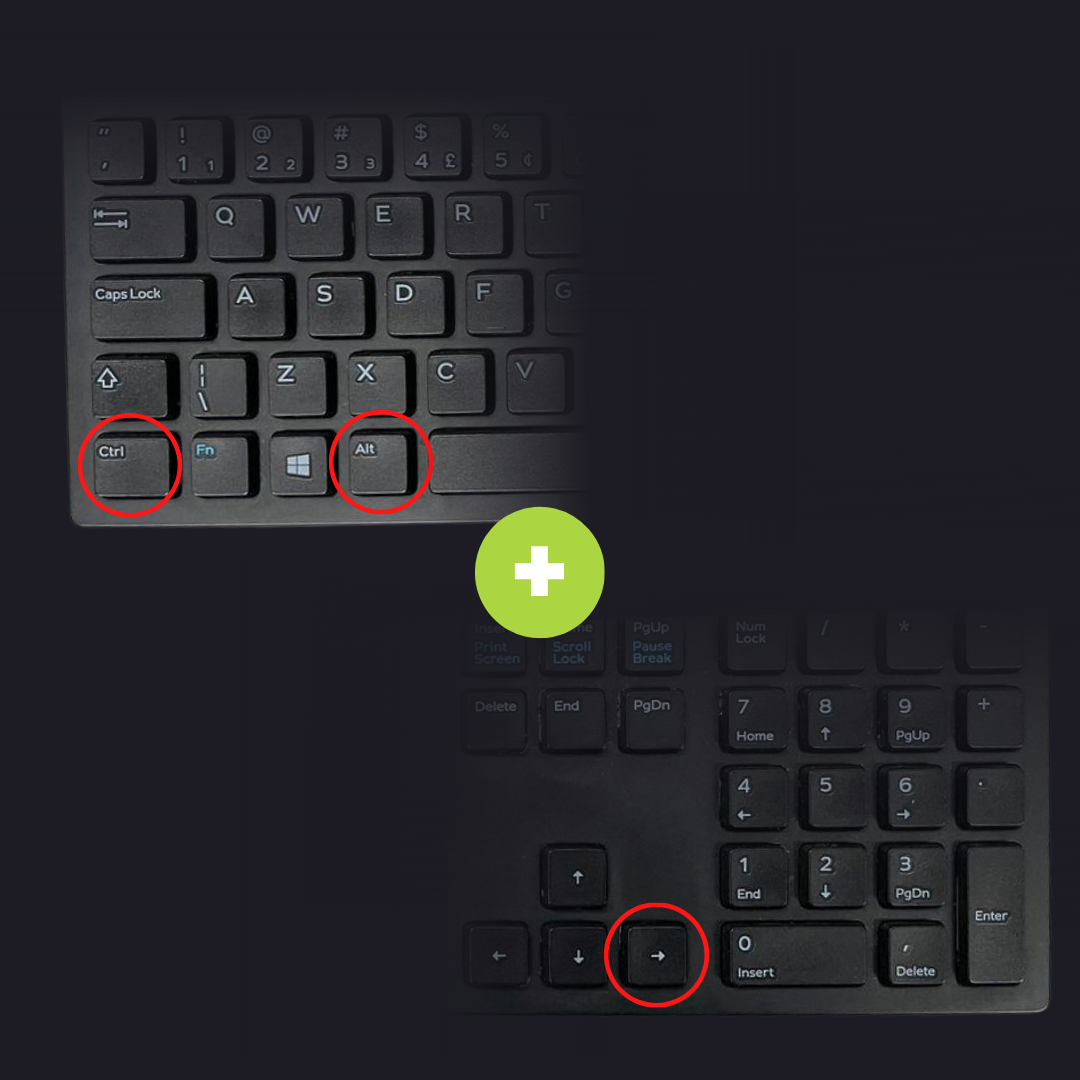 " ! @ # $ %
' 1 1 2 2 3 3 4 £ 5 ¢
Q W E R T
Caps Lock A S D F G
Z X C V
| \
Ctrl Fn Alt
PgUp Num Lock / * -
Print Screen Scroll Lock Pause Break
Delete End PgDn 7 Home 8 ↑ 9 PgUp +
4 ← 5 6 → .
↑ 1 End 2 ↓ 3 PgDn Enter
← ↓ → 0 Insert , Delete